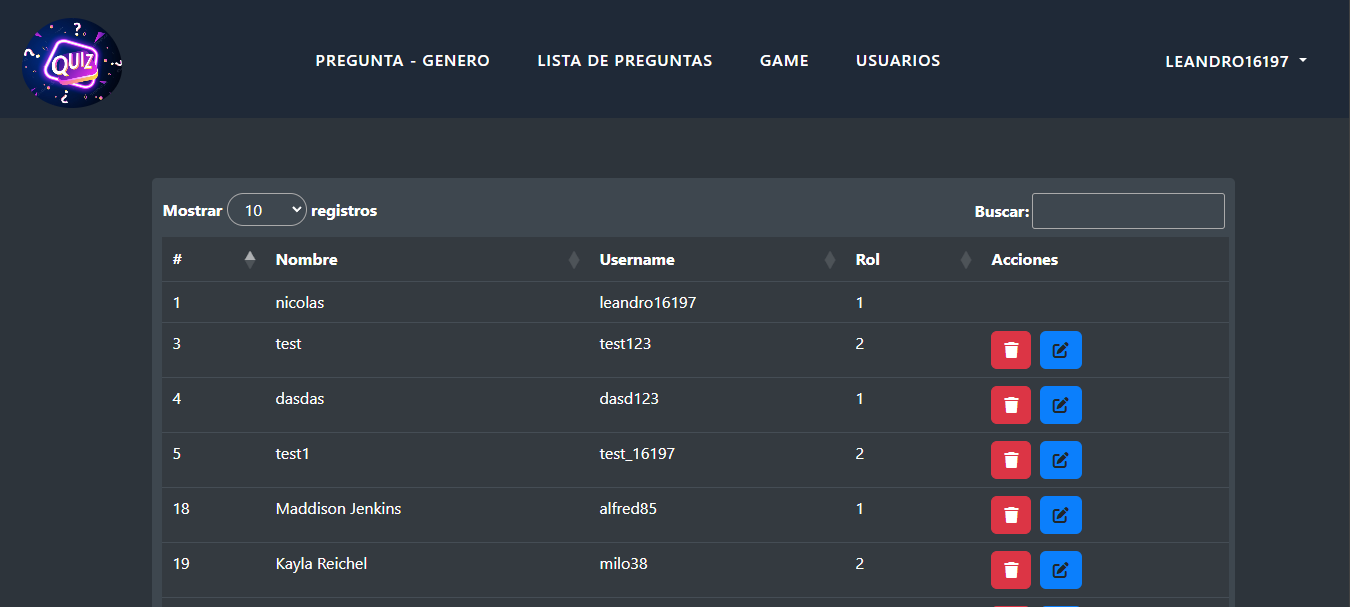 QUIZ
PREGUNTA - GENERO LISTA DE PREGUNTAS GAME USUARIOS LEANDRO16197
Mostrar 10 registros Buscar:
# Nombre Username Rol Acciones
1 nicolas leandro16197 1
3 test test123 2
4 dasdas dasd123 1
5 test1 test_16197 2
18 Maddison Jenkins alfred85 1
19 Kayla Reichel milo38 2